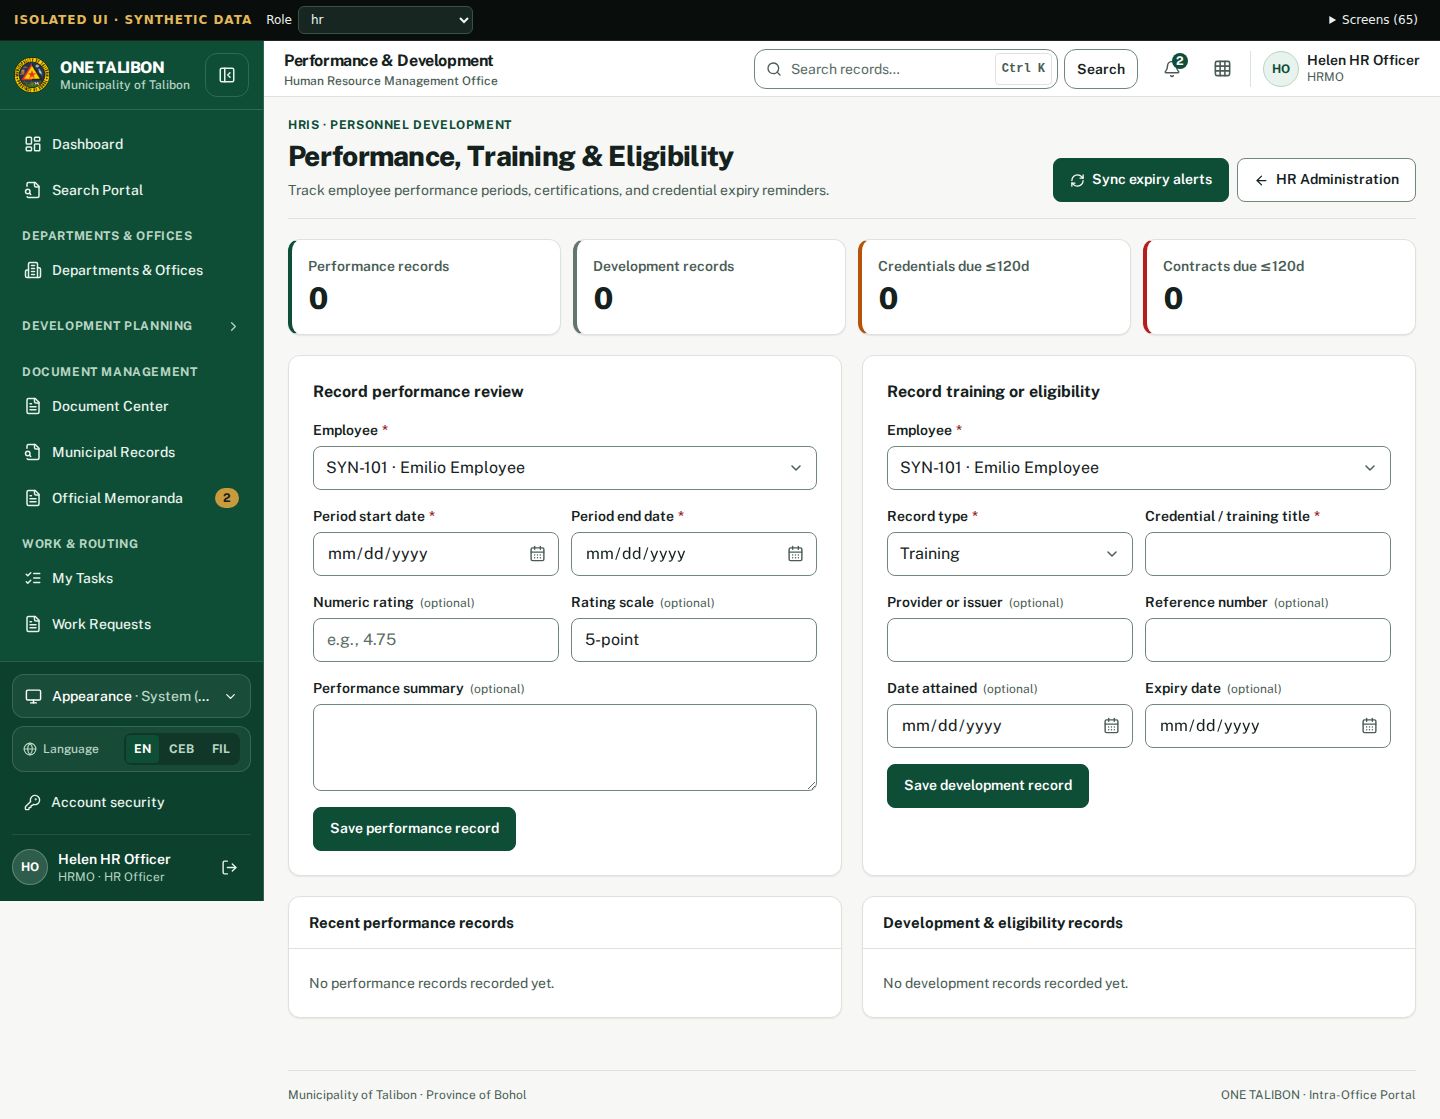 ISOLATED UI · SYNTHETIC DATA Role hr Screens (65)
ONE TALIBON
Municipality of Talibon
Performance & Development
Human Resource Management Office
Search records... Ctrl K Search
2
HO Helen HR Officer
HRMO
Dashboard
Search Portal
DEPARTMENTS & OFFICES
Departments & Offices
DEVELOPMENT PLANNING
DOCUMENT MANAGEMENT
Document Center
Municipal Records
Official Memoranda 2
WORK & ROUTING
My Tasks
Work Requests
Appearance · System (...
Language EN CEB FIL
Account security
HO Helen HR Officer
HRMO · HR Officer
HRIS · PERSONNEL DEVELOPMENT
Performance, Training & Eligibility
Track employee performance periods, certifications, and credential expiry reminders.
Sync expiry alerts HR Administration
Performance records
0
Development records
0
Credentials due ≤120d
0
Contracts due ≤120d
0
Record performance review
Employee *
SYN-101 · Emilio Employee
Period start date * Period end date *
mm/dd/yyyy mm/dd/yyyy
Numeric rating (optional) Rating scale (optional)
e.g., 4.75 5-point
Performance summary (optional)
Save performance record
Record training or eligibility
Employee *
SYN-101 · Emilio Employee
Record type * Credential / training title *
Training
Provider or issuer (optional) Reference number (optional)
Date attained (optional) Expiry date (optional)
mm/dd/yyyy mm/dd/yyyy
Save development record
Recent performance records
No performance records recorded yet.
Development & eligibility records
No development records recorded yet.
Municipality of Talibon · Province of Bohol ONE TALIBON · Intra-Office Portal